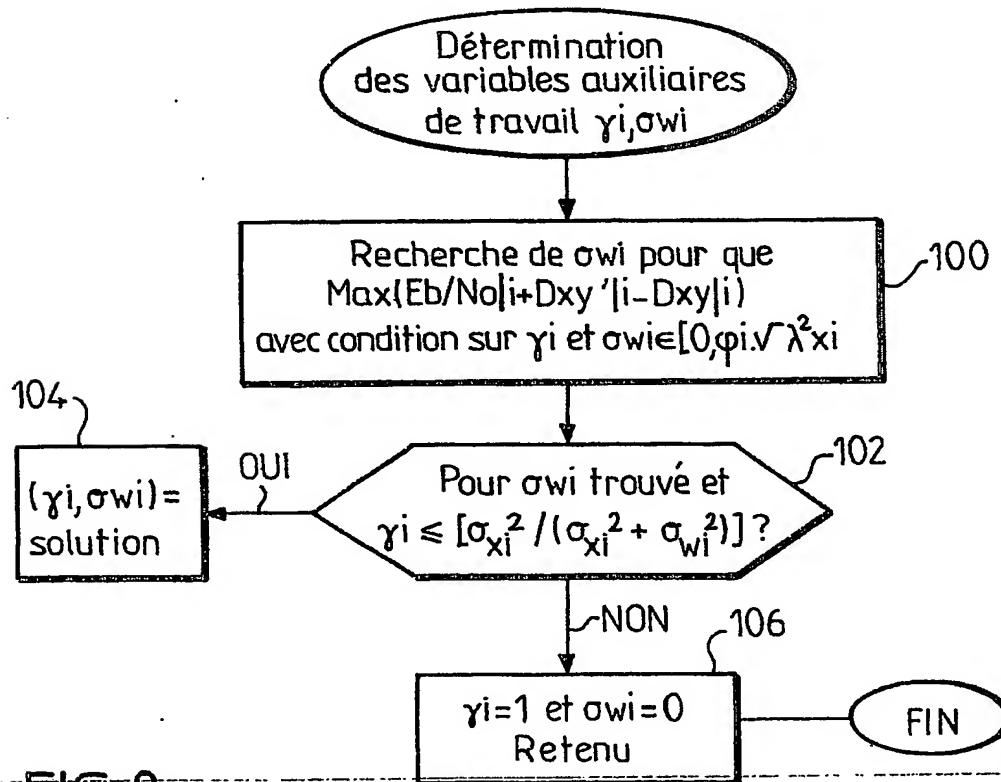 Détermination
des variables auxiliaires
de travail γi,σwi
Recherche de σwi pour que
Max(Eb/No|i+Dxy'|i-Dxy|i)
avec condition sur γi et σwi∈[0,φi.√λ²xi
100
104
OUI
102
(γi,σwi)=
solution
Pour σwi trouvé et
γi ≤ [σxi²/(σxi² + σwi²)] ?
NON
106
γi=1 et σwi=0
Retenu
FIN